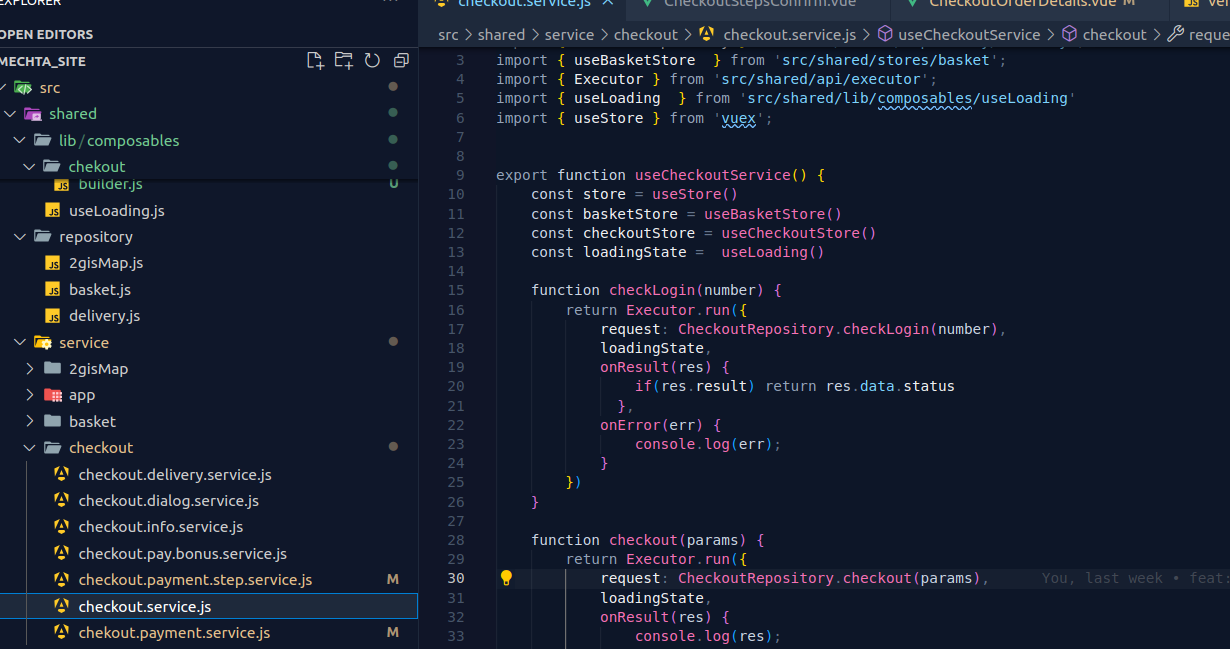 EXPLORER
OPEN EDITORS
MECHTA_SITE
src
shared
lib/composables
chekout
builder.js U
useLoading.js
repository
2gisMap.js
basket.js
delivery.js
service
2gisMap
app
basket
checkout
checkout.delivery.service.js
checkout.dialog.service.js
checkout.info.service.js
checkout.pay.bonus.service.js
checkout.payment.step.service.js M
checkout.service.js
chekout.payment.service.js M
checkout.service.js CheckoutStepsConfirm.vue CheckoutOrderDetails.vue M
src > shared > service > checkout > checkout.service.js > useCheckoutService > checkout > reque
3 import { useBasketStore  } from 'src/shared/stores/basket';
4 import { Executor } from 'src/shared/api/executor';
5 import { useLoading  } from 'src/shared/lib/composables/useLoading'
6 import { useStore } from 'vuex';
7
8
9 export function useCheckoutService() {
10 const store = useStore()
11 const basketStore = useBasketStore()
12 const checkoutStore = useCheckoutStore()
13 const loadingState =  useLoading()
14
15 function checkLogin(number) {
16 return Executor.run({
17 request: CheckoutRepository.checkLogin(number),
18 loadingState,
19 onResult(res) {
20 if(res.result) return res.data.status
21 },
22 onError(err) {
23 console.log(err);
24 }
25 })
26 }
27
28 function checkout(params) {
29 return Executor.run({
30 request: CheckoutRepository.checkout(params), You, last week • feat:
31 loadingState,
32 onResult(res) {
33 console.log(res);